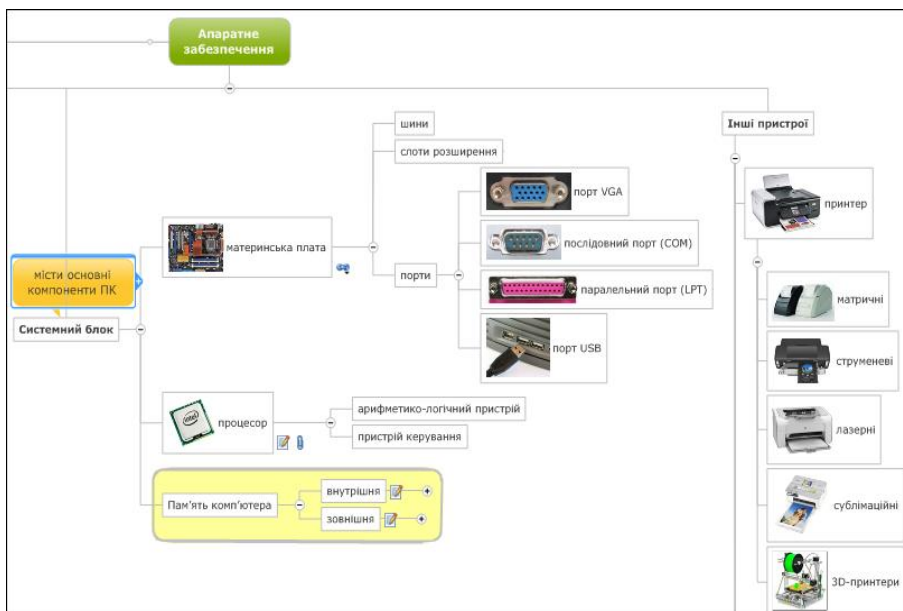 Апаратне
забезпечення
шини
слоти розширення
Інші пристрої
порт VGA
принтер
материнська плата
послідовний порт (COM)
порти
місти основні
компоненти ПК
паралельний порт (LPT)
матричні
Системний блок
порт USB
струменеві
intel
процесор
арифметико-логічний пристрій
пристрій керування
лазерні
Пам'ять комп'ютера
внутрішня
зовнішня
сублімаційні
3D-принтери